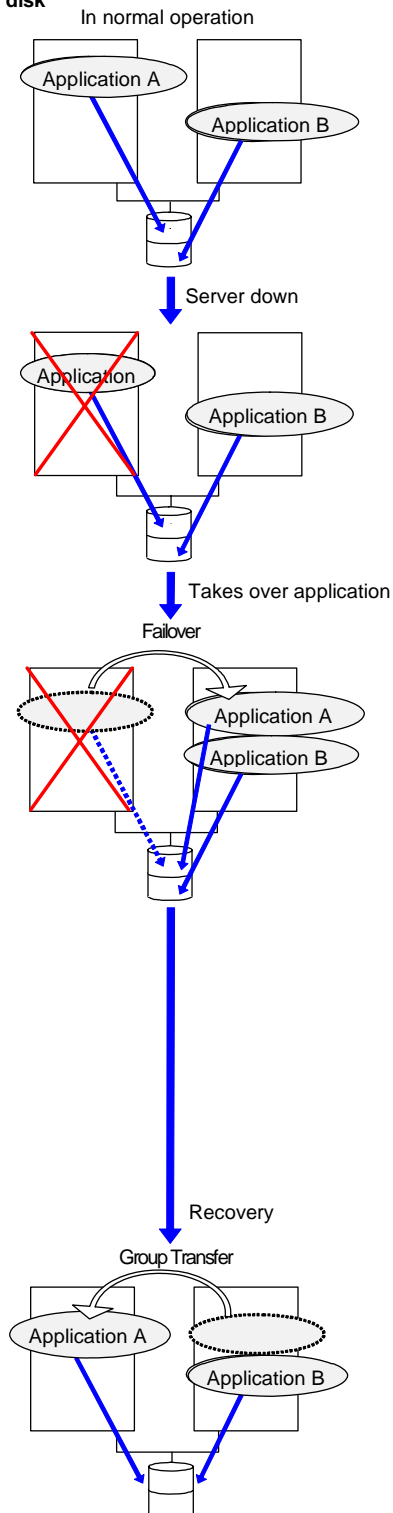 disk
In normal operation
Application A
Application B
Server down
Application
Application B
Takes over application
Failover
Application A
Application B
Recovery
Group Transfer
Application A
Application B